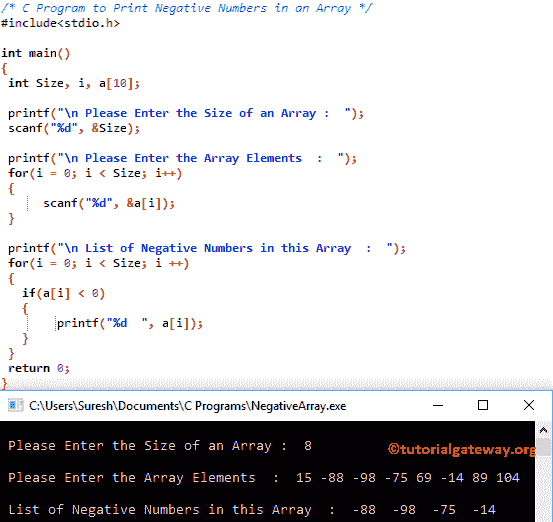 /* C Program to Print Negative Numbers in an Array */
#include<stdio.h>
int main()
{
int Size, i, a[10];
printf("\n Please Enter the Size of an Array :  ");
scanf("%d", &Size);
printf("\n Please Enter the Array Elements  :  ");
for(i = 0; i < Size; i++)
{
scanf("%d", &a[i]);
}
printf("\n List of Negative Numbers in this Array  :  ");
for(i = 0; i < Size; i ++)
{
if(a[i] < 0)
{
printf("%d  ", a[i]);
}
}
return 0;
}
C:\Users\Suresh\Documents\C Programs\NegativeArray.exe
Please Enter the Size of an Array :  8
©tutorialgateway.org
Please Enter the Array Elements  :  15 -88 -98 -75 69 -14 89 104
List of Negative Numbers in this Array  :  -88  -98  -75  -14